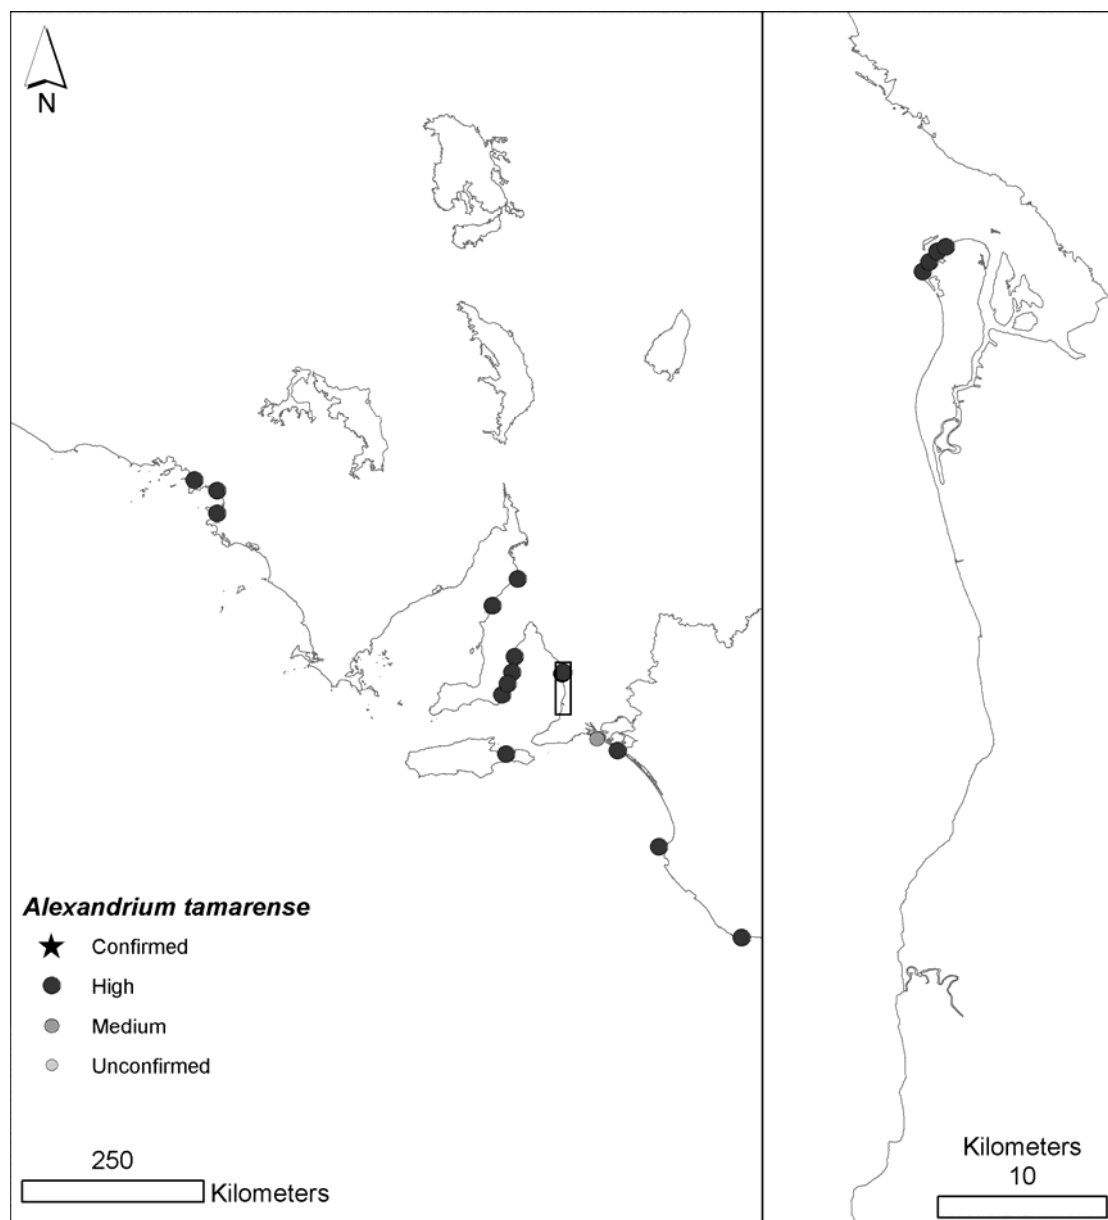 N
Alexandrium tamarense
Confirmed
High
Medium
Unconfirmed
250
Kilometers
Kilometers
10